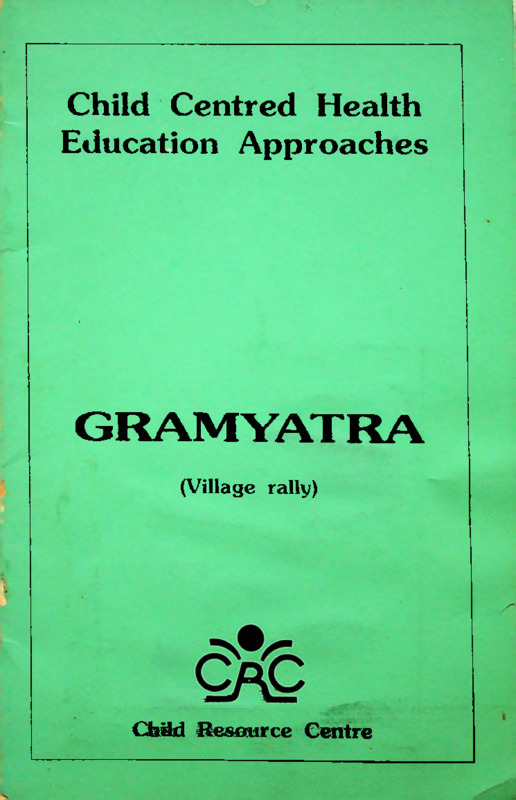 Child Centred Health
Education Approaches
GRAMYATRA
(Village rally)
CRC
Child Resource Centre